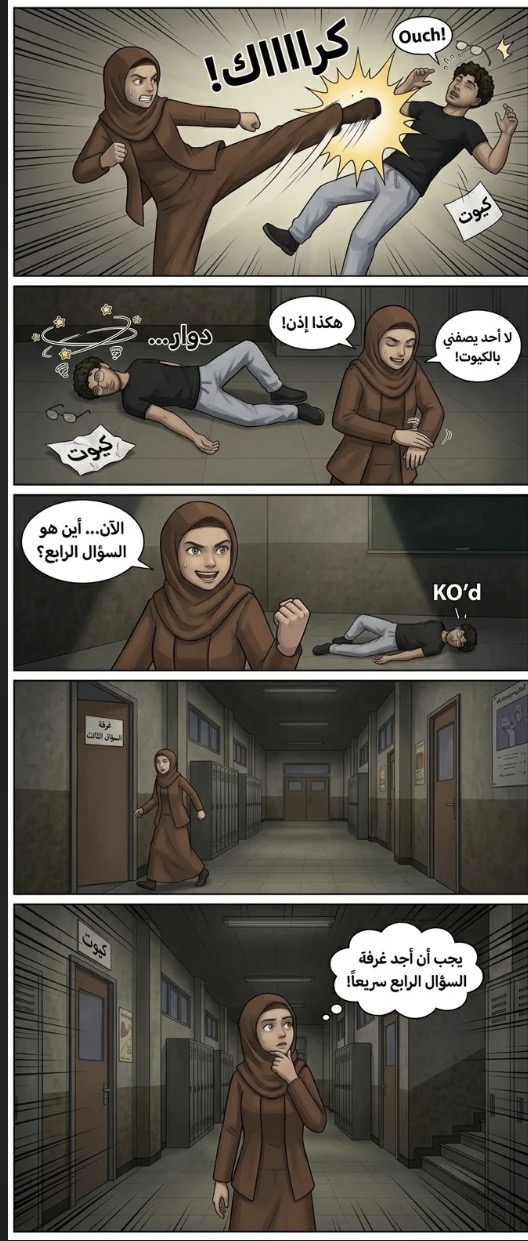 كراااااك!
Ouch!
كيوت
هكذا إذن!
لا أحد يصفني
بالكيوت!
دوار...
كيوت
الآن... أين هو
السؤال الرابع؟
KO'd
غرفة
السؤال الثالث
كيوت
يجب أن أجد غرفة
السؤال الرابع سريعاً!